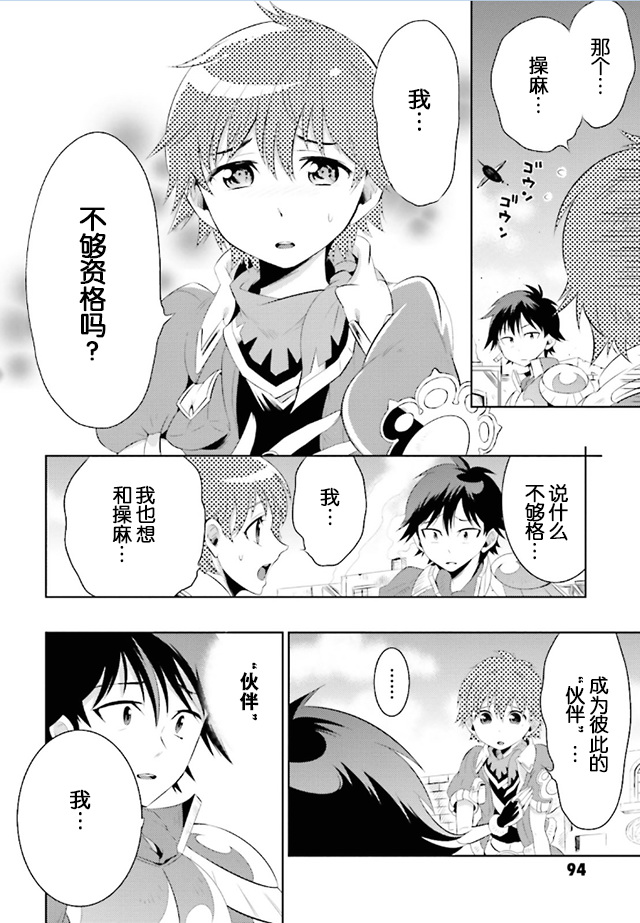 那个…
操麻…
ゴウン
ゴウン
我…
不够资格吗？
说什么
不够格…
我…
我也想
和操麻…
成为彼此的
“伙伴”…
……
“伙伴”
我…
94